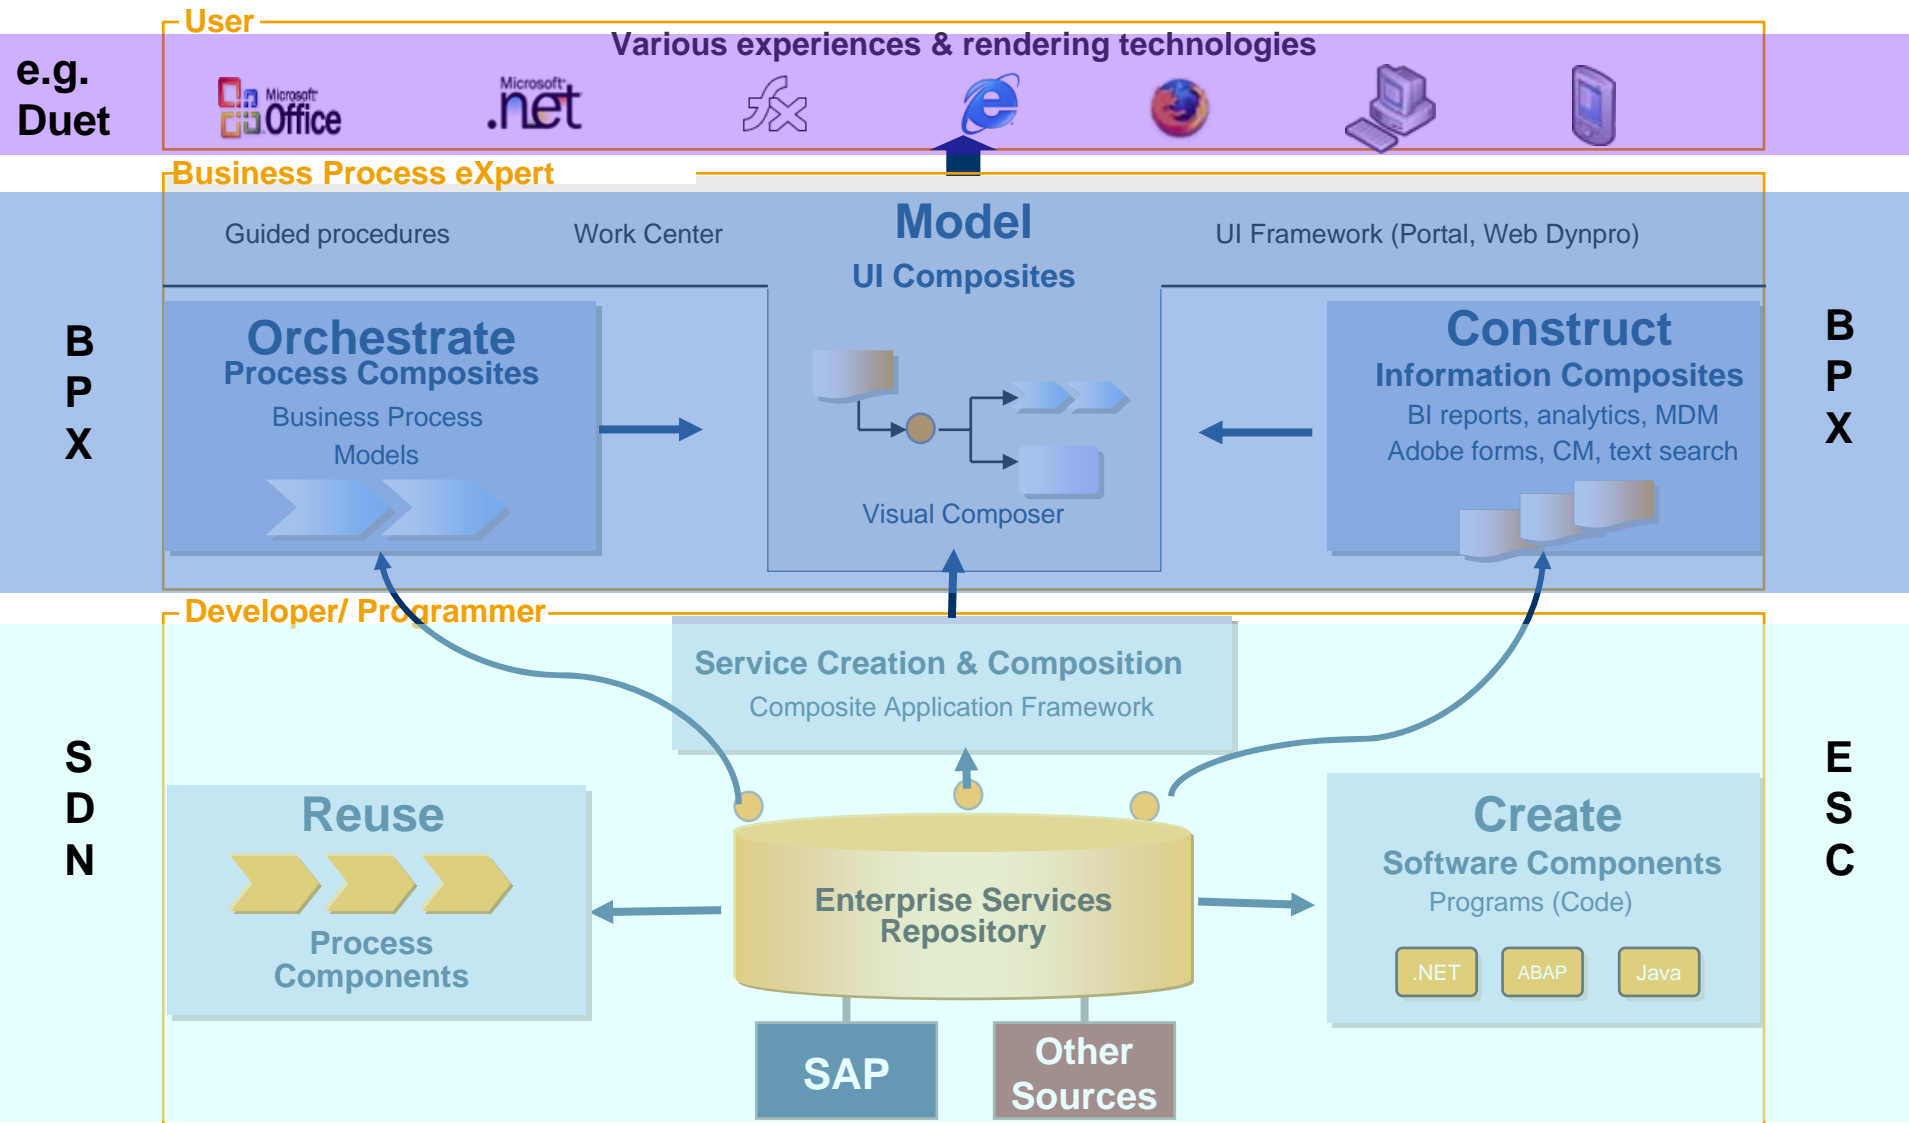 User
Various experiences & rendering technologies
e.g.
Duet
Microsoft
Office
Microsoft
.net
fx
Business Process eXpert
Guided procedures
Work Center
Model
UI Framework (Portal, Web Dynpro)
UI Composites
B
P
X
Orchestrate
Process Composites
Business Process
Models
Visual Composer
Construct
Information Composites
BI reports, analytics, MDM
Adobe forms, CM, text search
B
P
X
Developer/ Programmer
Service Creation & Composition
Composite Application Framework
S
D
N
Reuse
Process
Components
Enterprise Services
Repository
Create
Software Components
Programs (Code)
.NET
ABAP
Java
E
S
C
SAP
Other
Sources